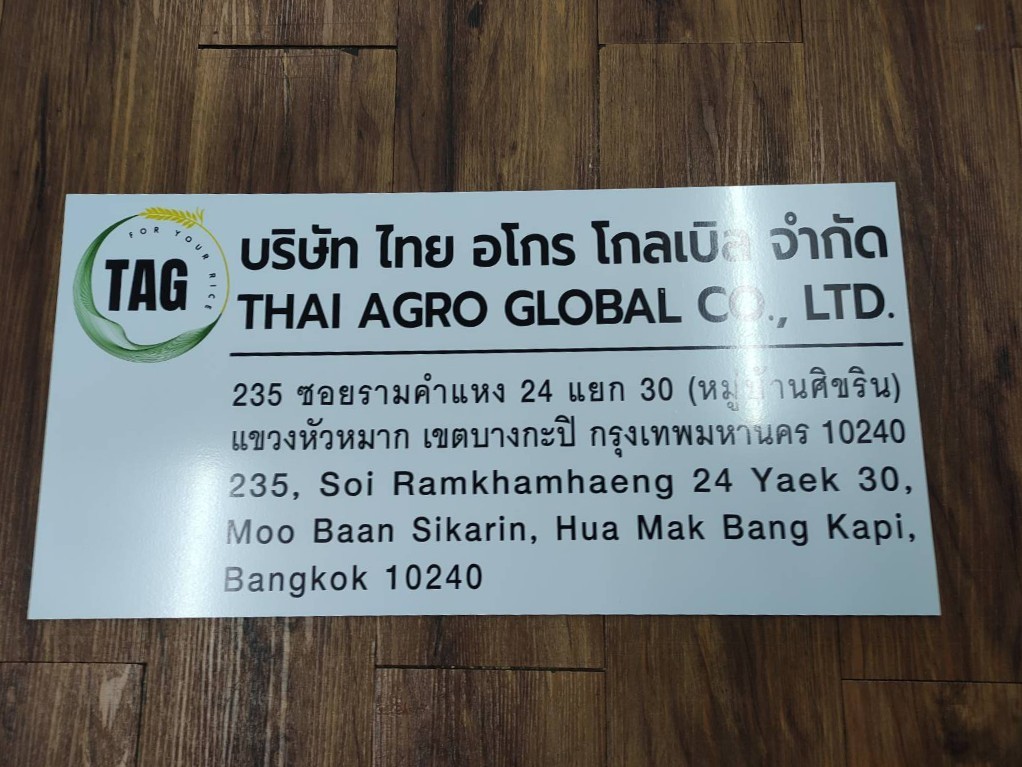 FOR YOUR RICE
TAG
บริษัท ไทย อโกร โกลเบิล จำกัด
THAI AGRO GLOBAL CO., LTD.
235 ซอยรามคำแหง 24 แยก 30 (หมู่บ้านศิขริน)
แขวงหัวหมาก เขตบางกะปิ กรุงเทพมหานคร 10240
235, Soi Ramkhamhaeng 24 Yaek 30,
Moo Baan Sikarin, Hua Mak Bang Kapi,
Bangkok 10240